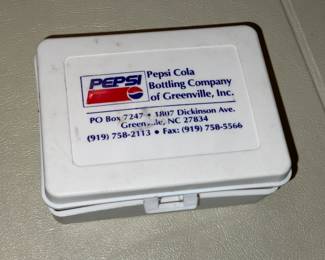 PEPSI
Pepsi Cola
Bottling Company
of Greenville, Inc.
PO Box 7247 • 1807 Dickinson Ave.
Greenville, NC 27834
(919) 758-2113 • Fax: (919) 758-5566